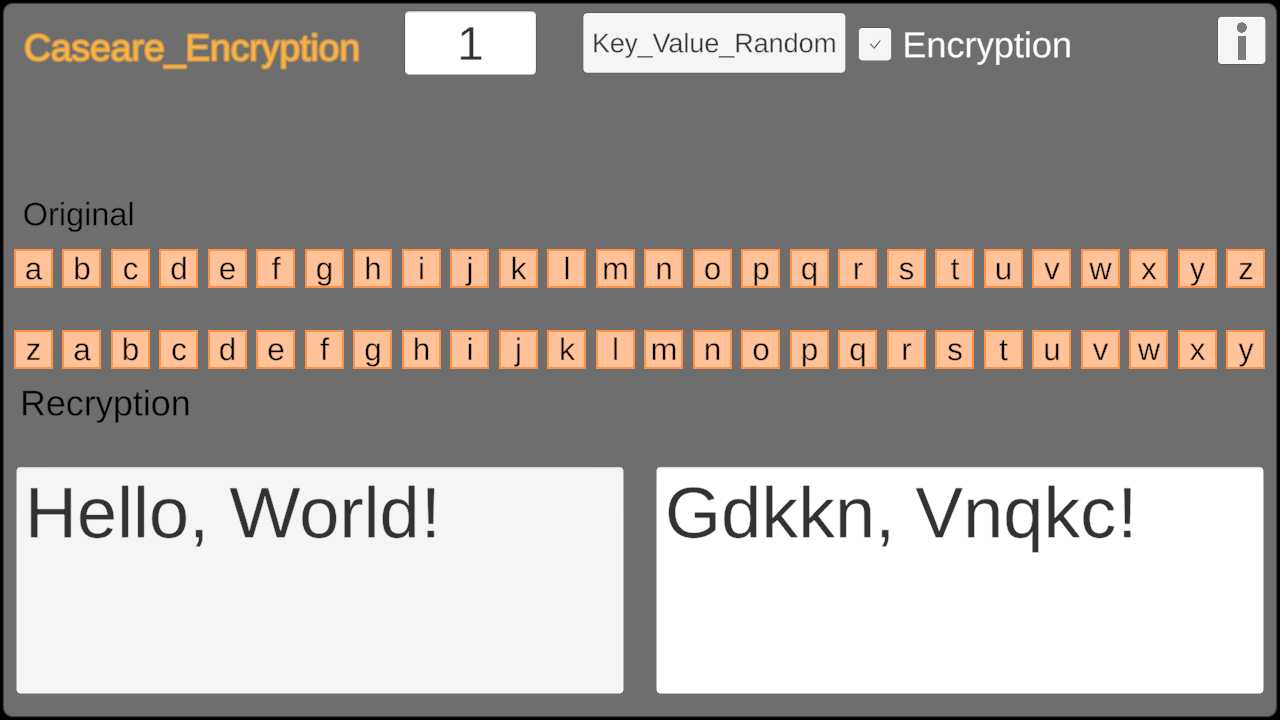 Caseare_Encryption 1 Key_Value_Random Encryption i
Original
a b c d e f g h i j k l m n o p q r s t u v w x y z
z a b c d e f g h i j k l m n o p q r s t u v w x y
Recryption
Hello, World! Gdkkn, Vnqkc!